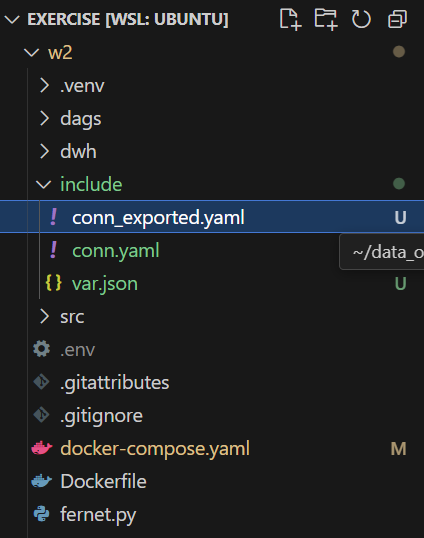 EXERCISE [WSL: UBUNTU]
w2
.venv
dags
dwh
include
! conn_exported.yaml U
~/data_o
! conn.yaml
{} var.json U
src
.env
.gitattributes
.gitignore
docker-compose.yaml M
Dockerfile
fernet.py